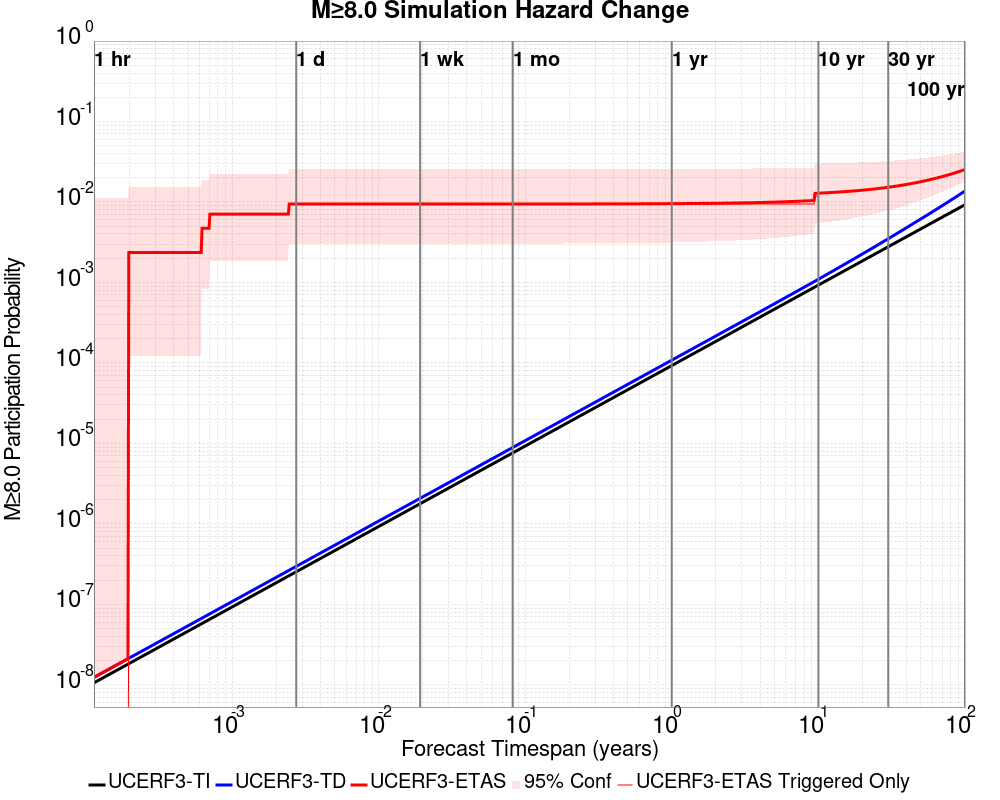 M≥8.0 Simulation Hazard Change
M≥8.0 Participation Probability
10^0
10^-1
10^-2
10^-3
10^-4
10^-5
10^-6
10^-7
10^-8
1 hr
1 d
1 wk
1 mo
1 yr
10 yr
30 yr
100 yr
10^-3
10^-2
10^-1
10^0
10^1
10^2
Forecast Timespan (years)
UCERF3-TI UCERF3-TD UCERF3-ETAS 95% Conf UCERF3-ETAS Triggered Only